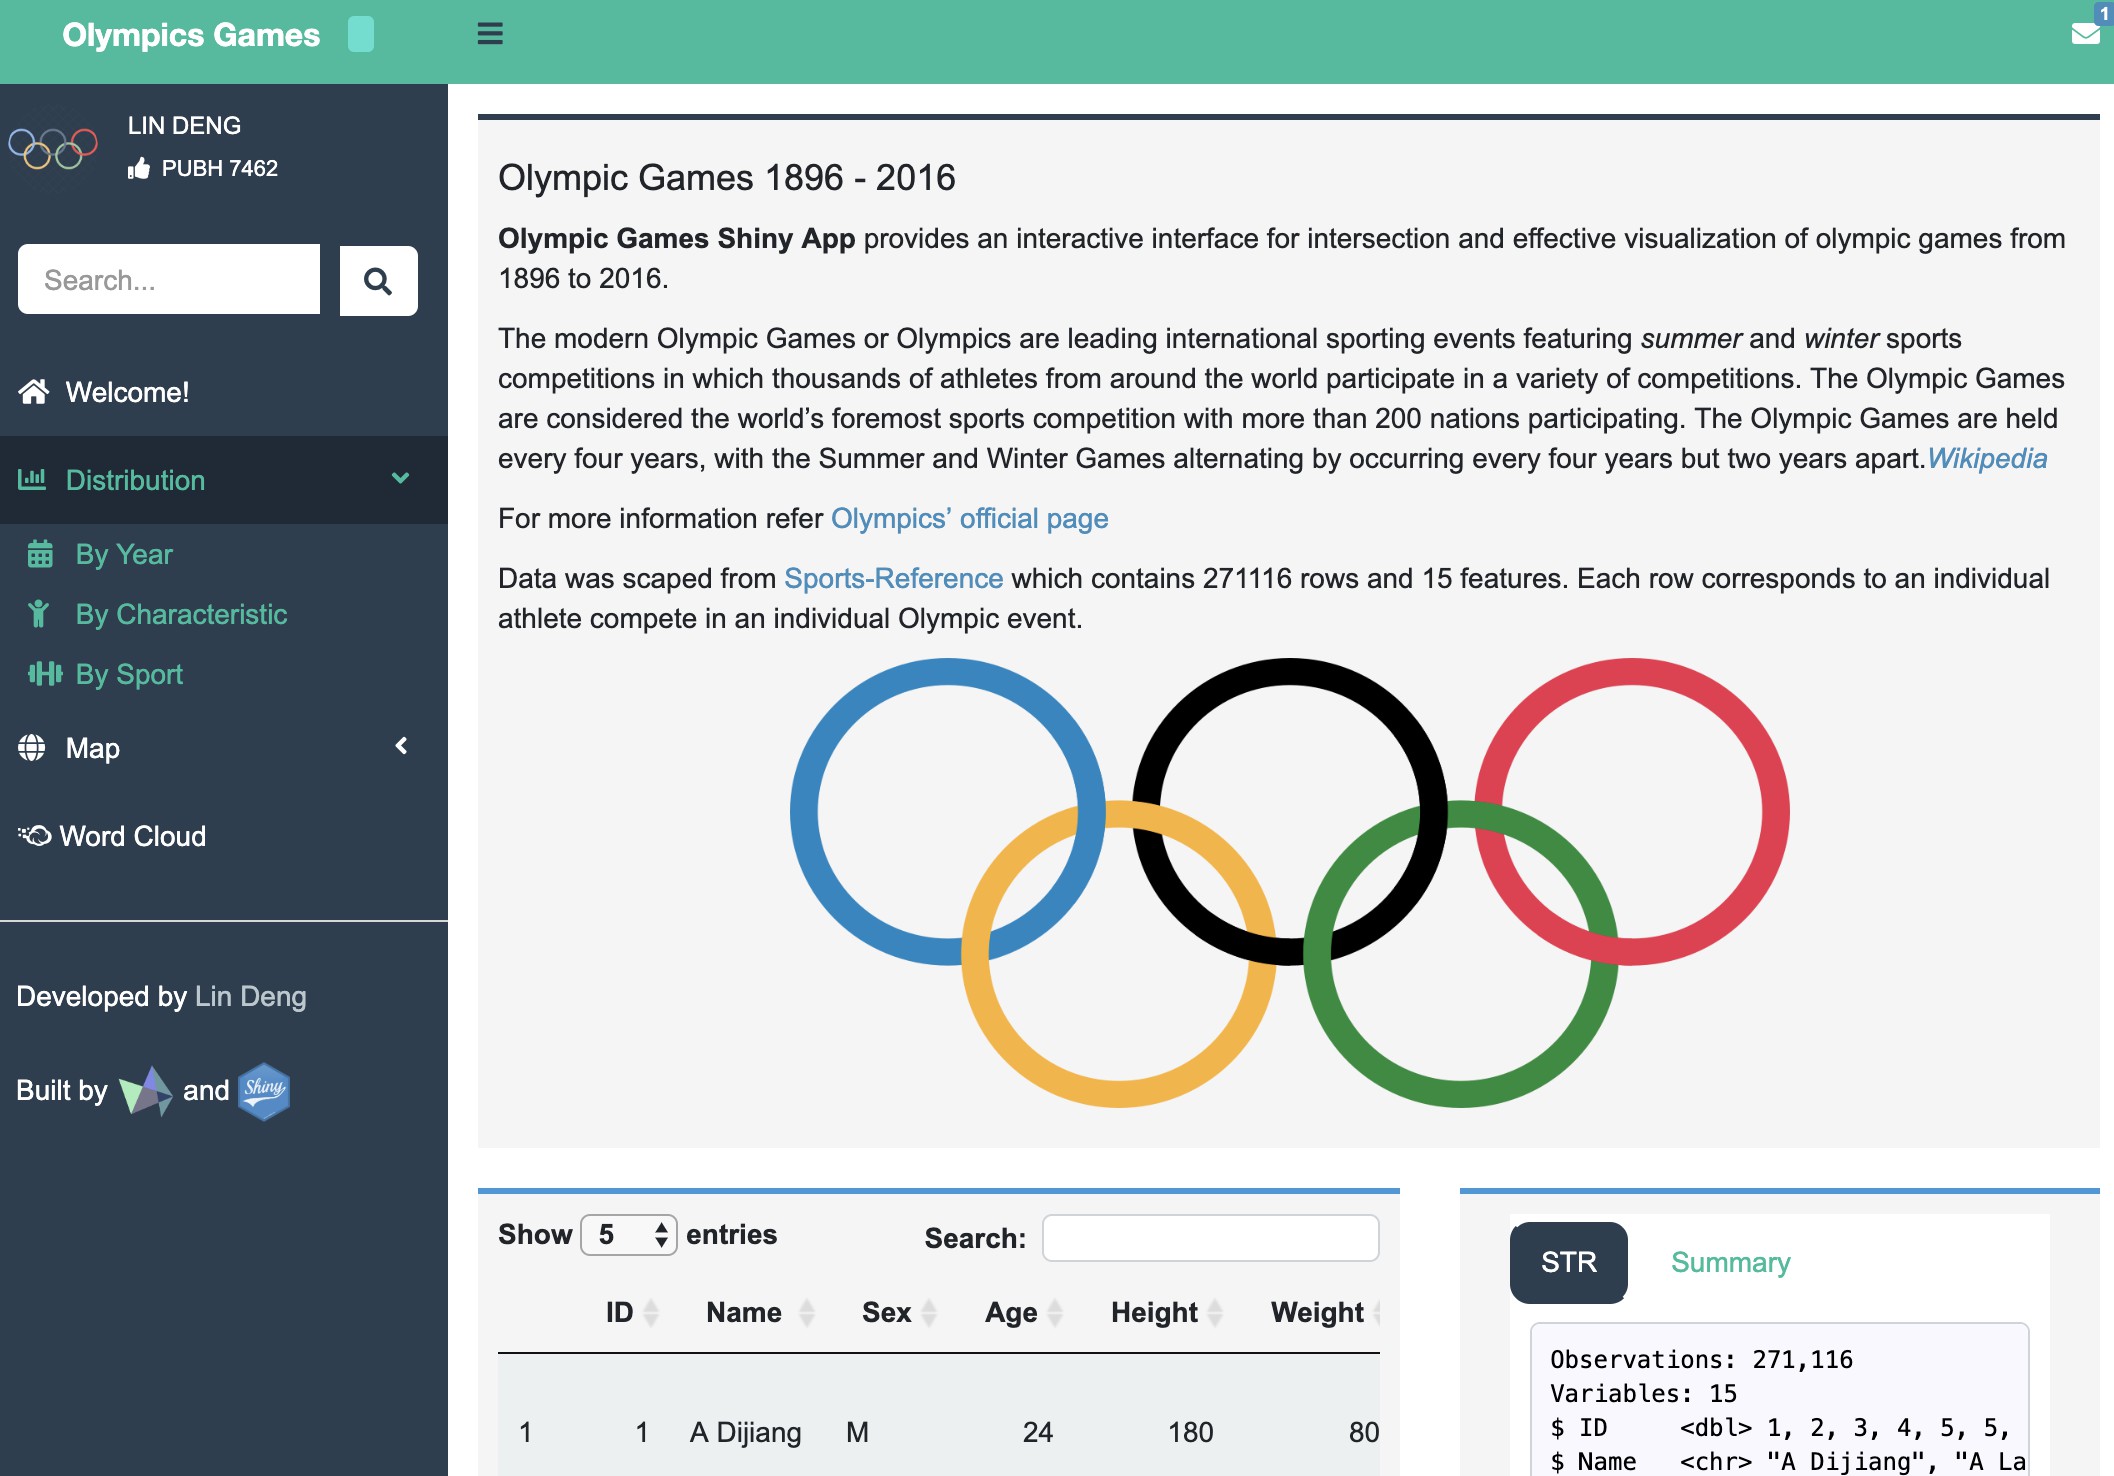 Olympics Games
1
LIN DENG
PUBH 7462
Search...
Welcome!
Distribution
By Year
By Characteristic
By Sport
Map
Word Cloud
Developed by Lin Deng
Built by and Shiny
Olympic Games 1896 - 2016
Olympic Games Shiny App provides an interactive interface for intersection and effective visualization of olympic games from
1896 to 2016.
The modern Olympic Games or Olympics are leading international sporting events featuring summer and winter sports
competitions in which thousands of athletes from around the world participate in a variety of competitions. The Olympic Games
are considered the world’s foremost sports competition with more than 200 nations participating. The Olympic Games are held
every four years, with the Summer and Winter Games alternating by occurring every four years but two years apart.Wikipedia
For more information refer Olympics’ official page
Data was scaped from Sports-Reference which contains 271116 rows and 15 features. Each row corresponds to an individual
athlete compete in an individual Olympic event.
Show 5 entries
Search:
ID Name Sex Age Height Weight
1 1 A Dijiang M 24 180 80
STR Summary
Observations: 271,116
Variables: 15
$ ID <dbl> 1, 2, 3, 4, 5, 5,
$ Name <chr> "A Dijiang", "A La